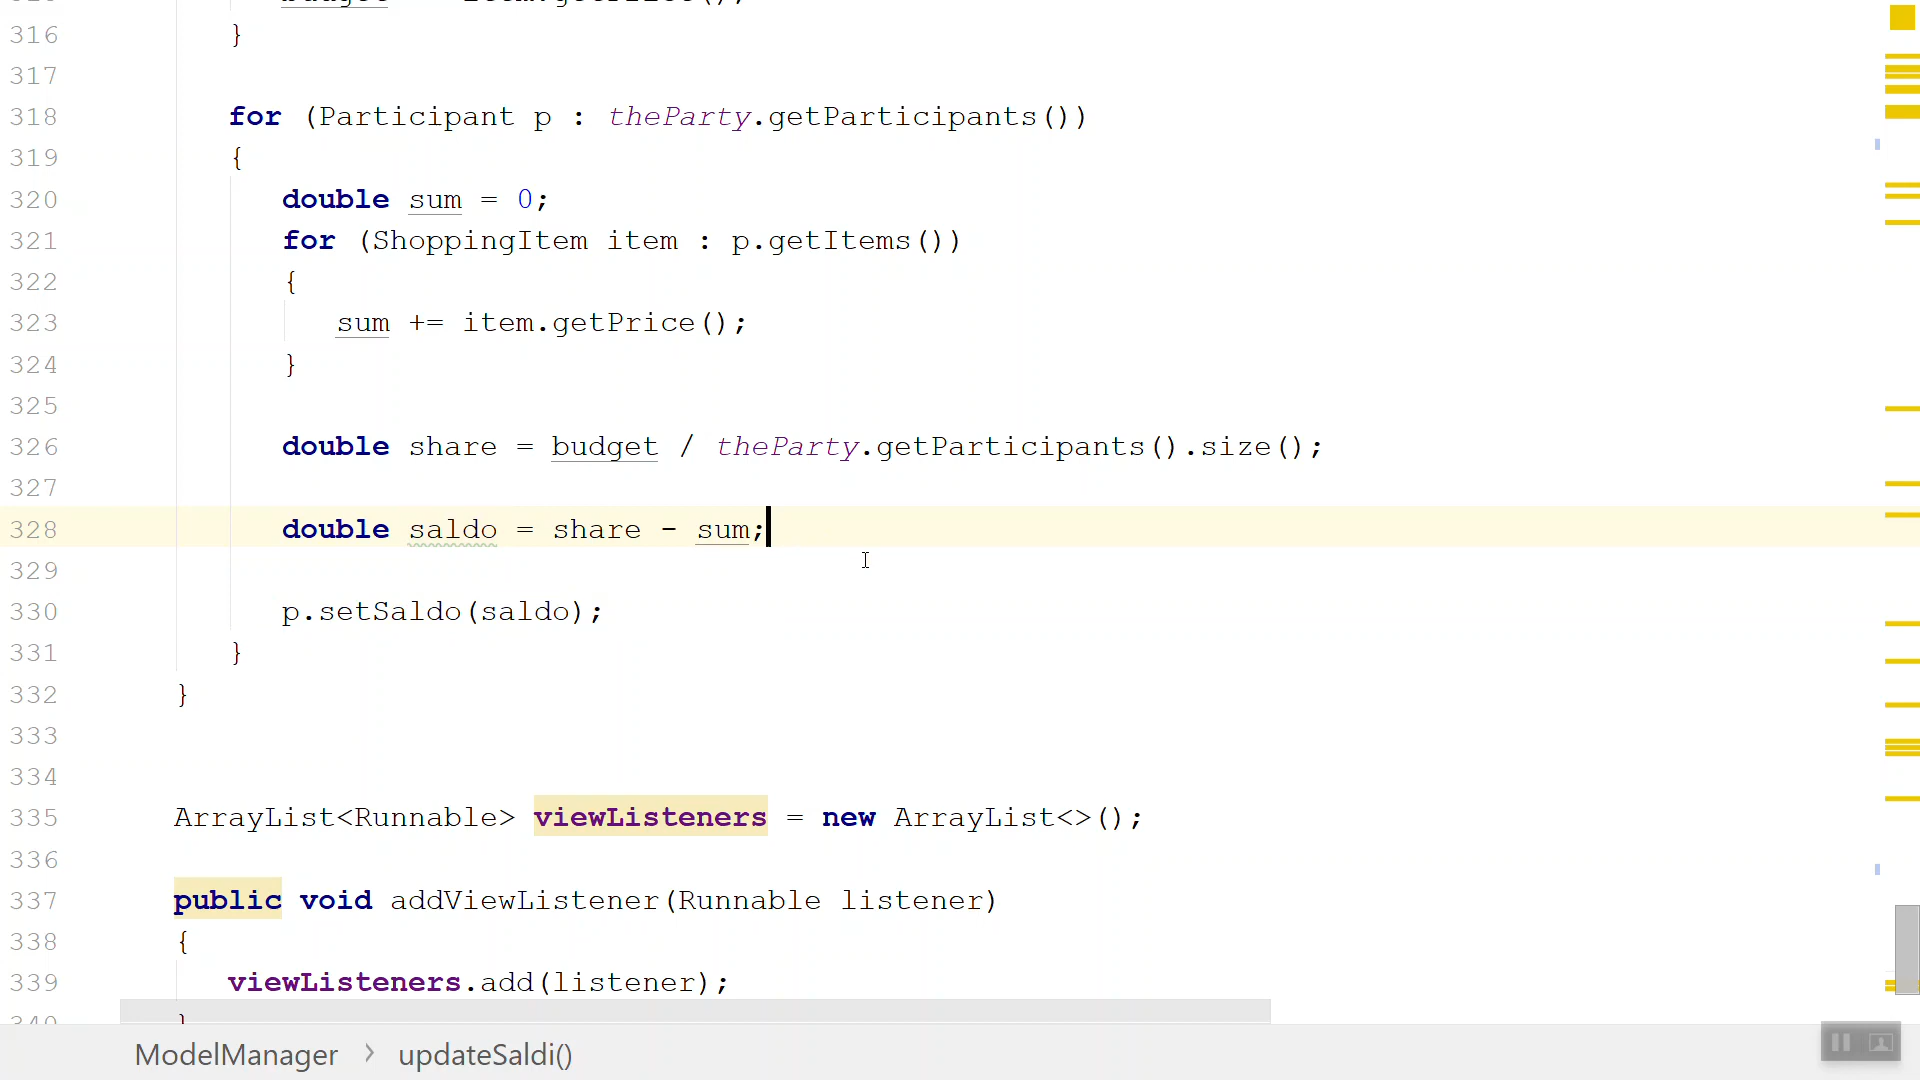 316 }
317
318 for (Participant p : theParty.getParticipants())
319 {
320 double sum = 0;
321 for (ShoppingItem item : p.getItems())
322 {
323 sum += item.getPrice();
324 }
325
326 double share = budget / theParty.getParticipants().size();
327
328 double saldo = share - sum;
329
330 p.setSaldo(saldo);
331 }
332 }
333
334
335 ArrayList<Runnable> viewListeners = new ArrayList<>();
336
337 public void addViewListener(Runnable listener)
338 {
339 viewListeners.add(listener);
340 }
ModelManager > updateSaldi()